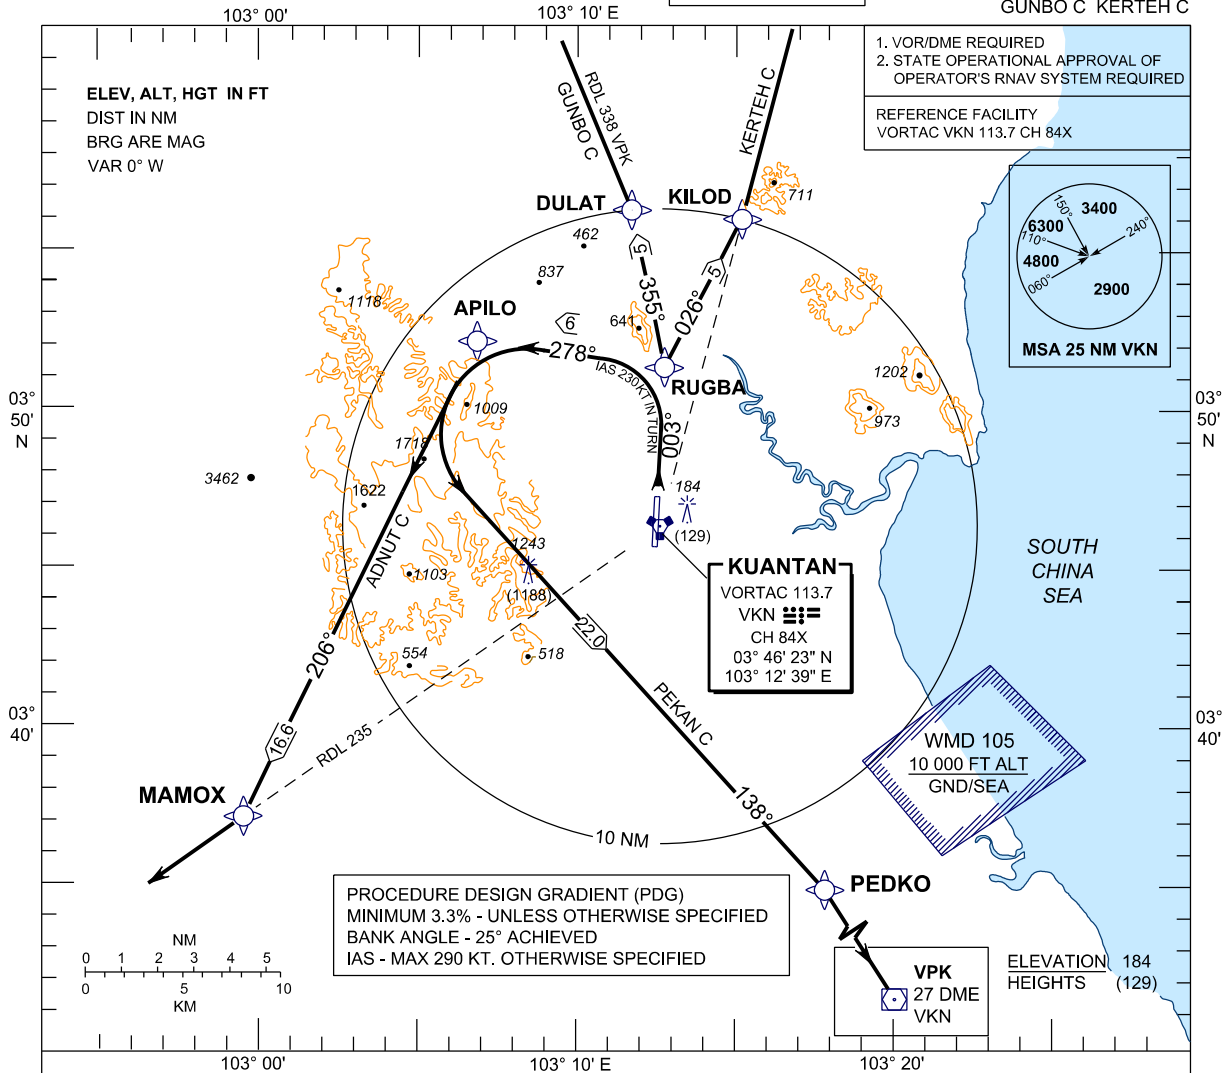 GUNBO C KERTEH C
103° 00'
103° 10' E
1. VOR/DME REQUIRED
2. STATE OPERATIONAL APPROVAL OF
OPERATOR'S RNAV SYSTEM REQUIRED
REFERENCE FACILITY
VORTAC VKN 113.7 CH 84X
ELEV, ALT, HGT IN FT
DIST IN NM
BRG ARE MAG
VAR 0° W
RDL 338 VPK
GUNBO C
KERTEH C
711
DULAT
KILOD
150°
3400
6300
110°
240°
4800
060°
2900
MSA 25 NM VKN
462
837
5
5
1118
355°
026°
APILO
641
9
278°
IAS 230KT IN TURN
RUGBA
1202
973
003°
1009
03°
50'
N
03°
50'
N
1718
3462
1622
184
(129)
ADNUT C
1243
(1188)
1103
KUANTAN
VORTAC 113.7
VKN
CH 84X
03° 46' 23" N
103° 12' 39" E
SOUTH
CHINA
SEA
22.0
206°
554
518
PEKAN C
03°
40'
03°
40'
16.6
RDL 235
WMD 105
10 000 FT ALT
GND/SEA
MAMOX
138°
10 NM
PEDKO
PROCEDURE DESIGN GRADIENT (PDG)
MINIMUM 3.3% - UNLESS OTHERWISE SPECIFIED
BANK ANGLE - 25° ACHIEVED
IAS - MAX 290 KT. OTHERWISE SPECIFIED
NM
0 1 2 3 4 5
0 5 10
KM
VPK
27 DME
VKN
ELEVATION 184
HEIGHTS (129)
103° 00'
103° 10' E
103° 20'